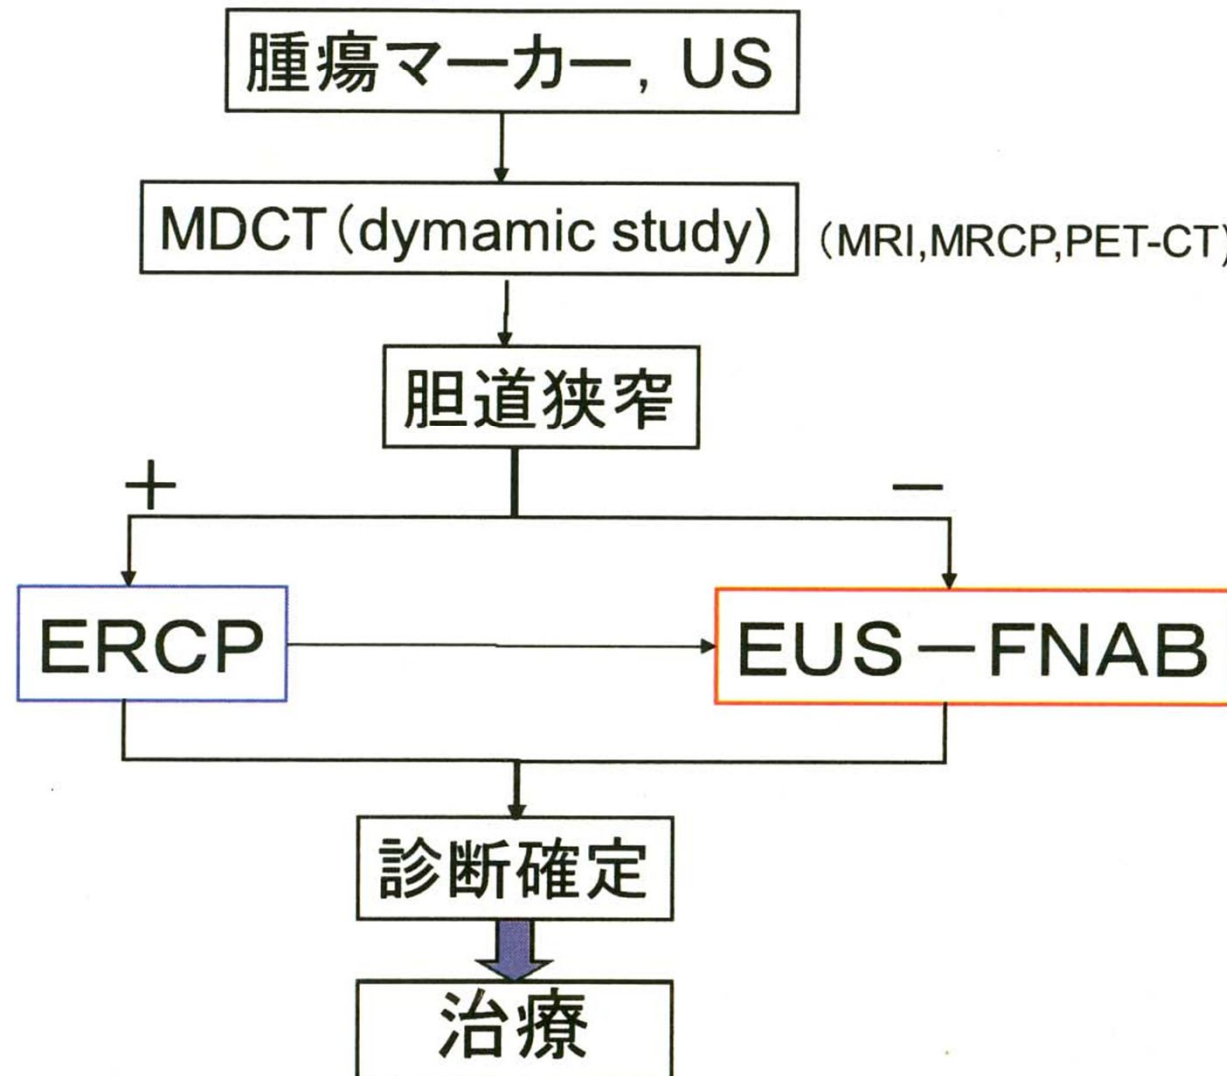 腫瘍マーカー, US
MDCT(dymamic study) (MRI,MRCP,PET-CT)
胆道狭窄
＋ －
ERCP EUS－FNAB
診断確定
治療